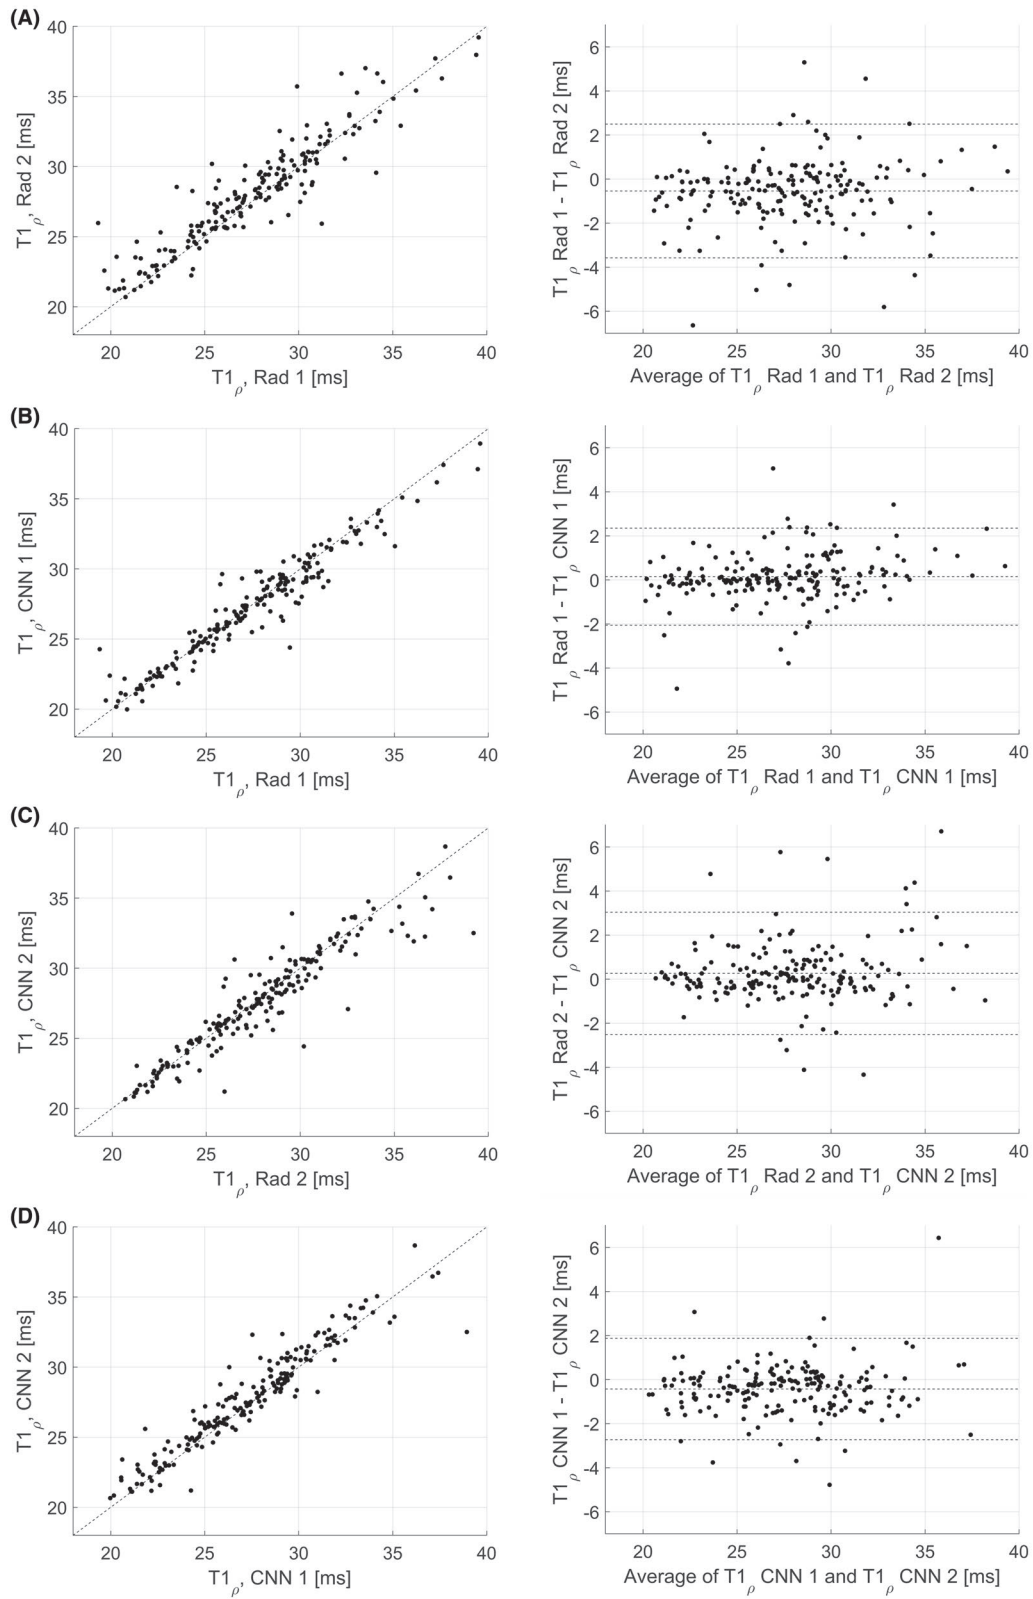 (A)
40
35
30
25
20
20 25 30 35 40
T1ρ, Rad 2 [ms]
T1ρ, Rad 1 [ms]
6
4
2
0
-2
-4
-6
20 25 30 35 40
T1ρ Rad 1 - T1ρ Rad 2 [ms]
Average of T1ρ Rad 1 and T1ρ Rad 2 [ms]
(B)
40
35
30
25
20
20 25 30 35 40
T1ρ, CNN 1 [ms]
T1ρ, Rad 1 [ms]
6
4
2
0
-2
-4
-6
20 25 30 35 40
T1ρ Rad 1 - T1ρ CNN 1 [ms]
Average of T1ρ Rad 1 and T1ρ CNN 1 [ms]
(C)
40
35
30
25
20
20 25 30 35 40
T1ρ, CNN 2 [ms]
T1ρ, Rad 2 [ms]
6
4
2
0
-2
-4
-6
20 25 30 35 40
T1ρ Rad 2 - T1ρ CNN 2 [ms]
Average of T1ρ Rad 2 and T1ρ CNN 2 [ms]
(D)
40
35
30
25
20
20 25 30 35 40
T1ρ, CNN 2 [ms]
T1ρ, CNN 1 [ms]
6
4
2
0
-2
-4
-6
20 25 30 35 40
T1ρ CNN 1 - T1ρ CNN 2 [ms]
Average of T1ρ CNN 1 and T1ρ CNN 2 [ms]